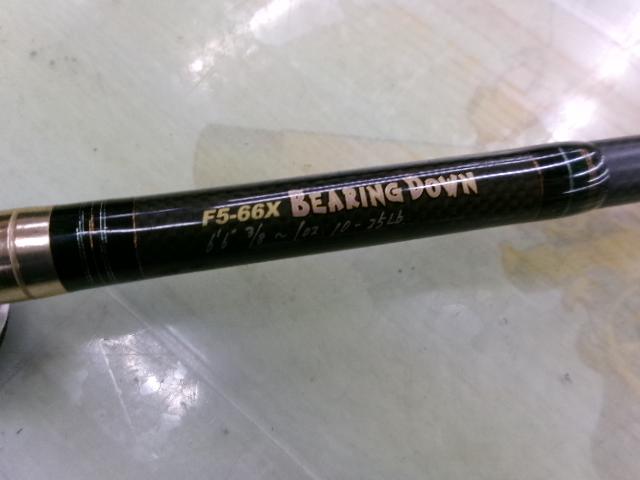 F5-66X BEARING DOWN
6'6" 3/8 ~ 1oz 10-25Lb